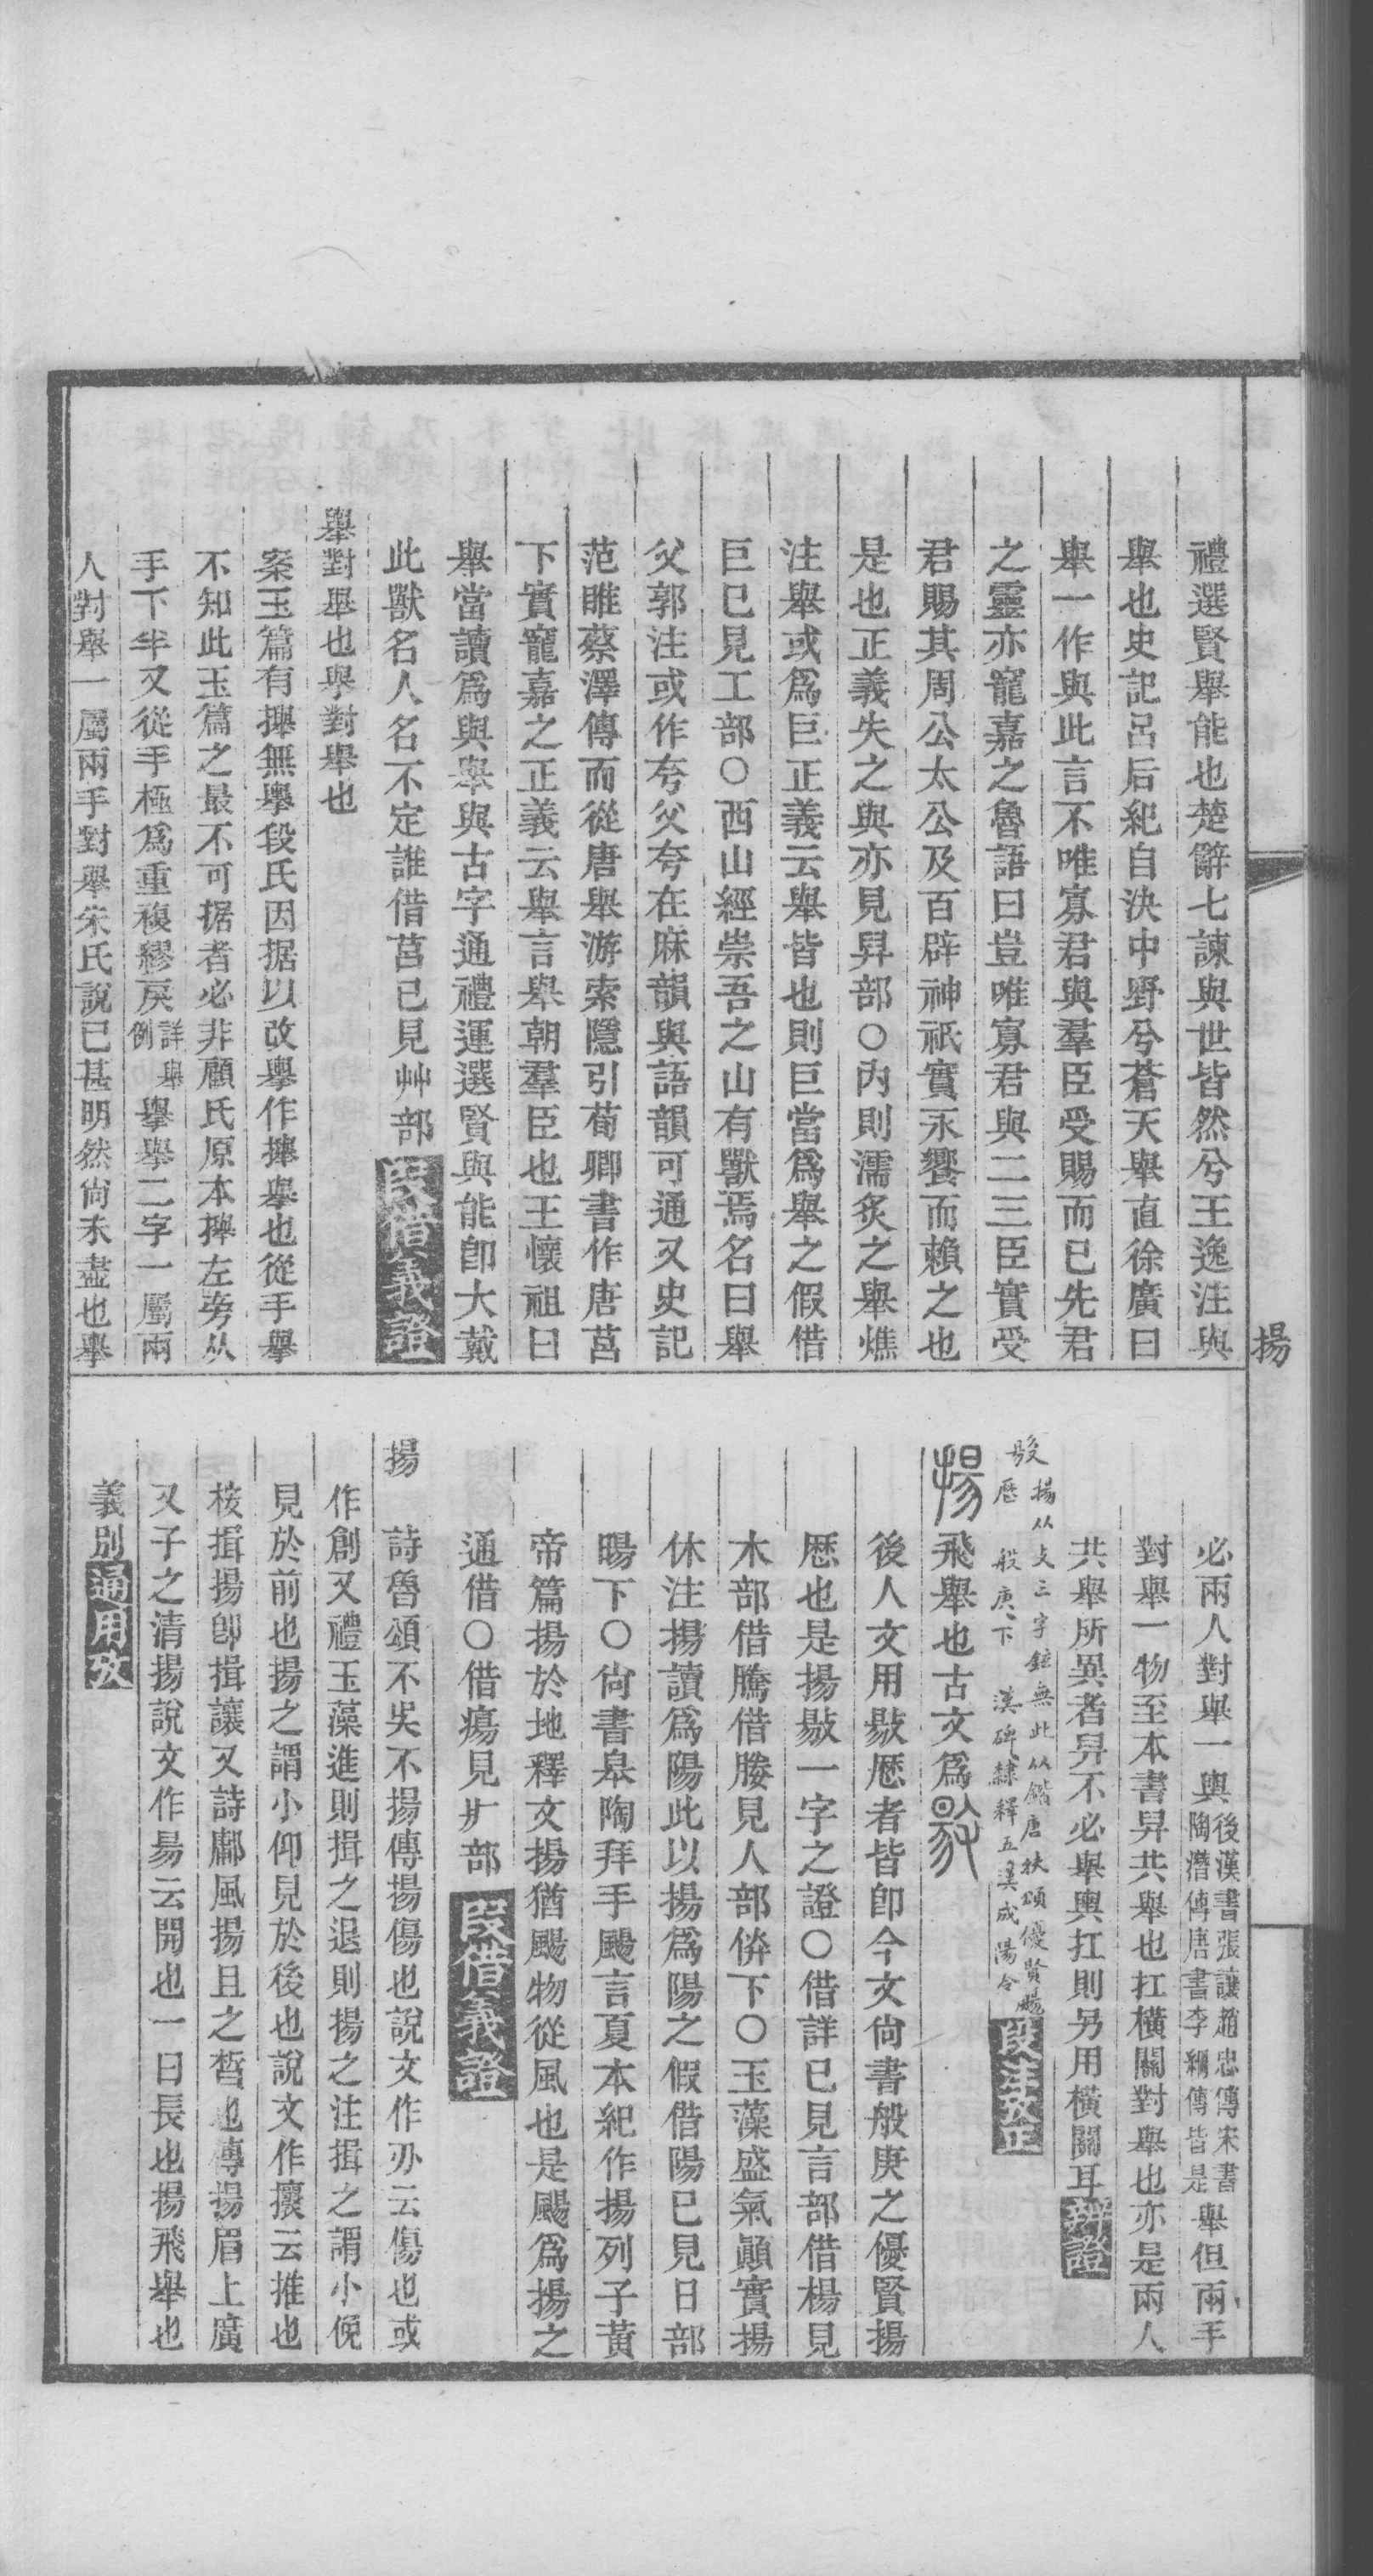 揚
禮選賢舉能也楚辭七諫與世皆然兮王逸注與
舉也史記呂后紀自決中野兮蒼天舉直徐廣曰
舉一作與此言不唯寡君與羣臣受賜而已先君
之靈亦寵嘉之魯語曰豈唯寡君與二三臣實受
君賜其周公太公及百辟神祇實永饗而賴之也
是也正義失之與亦見舁部○內則濡炙之舉燋
注舉或爲巨正義云舉皆也則巨當爲舉之假借
巨已見工部○西山經崇吾之山有獸焉名曰舉
父郭注或作夸父夸在麻韻與語韻可通又史記
范睢蔡澤傳而從唐舉游索隱引荀卿書作唐莒
下實寵嘉之正義云舉言舉朝羣臣也王懷祖曰
舉當讀爲與舉與古字通禮運選賢與能卽大戴
此獸名人名不定誰借莒已見艸部 叚借義證
舉對舉也擧對舉也
案玉篇有㩮無擧段氏因据以改擧作㩮舉也從手擧
不知此玉篇之最不可据者必非顧氏原本㩮左旁从
手下半又從手極爲重複繆戾詳舉例 擧舉二字一屬兩
人對舉一屬兩手對舉宋氏說已甚明然尙未盡也擧
必兩人對舉一輿後漢書張讓趙忠傳宋書陶潛傳唐書李綱傳皆是舉但兩手
對舉一物至本書舁共舉也扛橫關對舉也亦是兩人
共舉所異者舁不必舉輿扛則另用橫關耳 辨證
揚从攴三字鉉無此从鍇唐扶頌優賢颺
歷 般庚下 漢碑隸釋五漢成陽令
段注攷正
揚飛舉也古文爲敭
後人文用敭歷者皆卽今文尙書般庚之優賢揚
歷也是揚敭一字之證○借詳已見言部借楊見
木部借騰借媵見人部倂下○玉藻盛氣顚實揚
休注揚讀爲陽此以揚爲陽之假借陽已見日部
暘下○尙書皋陶拜手颺言夏本紀作揚列子黃
帝篇揚於地釋文揚猶颺物從風也是颺爲揚之
通借○借瘍見疒部 叚借義證
揚 詩魯頌不吳不揚傳揚傷也說文作刅云傷也或
作創又禮玉藻進則揖之退則揚之注揖之謂小俛
見於前也揚之謂小仰見於後也說文作攘云推也
桉揖揚卽揖讓又詩鄘風揚且之晳也傳揚眉上廣
又子之清揚說文作昜云開也一曰長也揚飛舉也
義別 通用攷